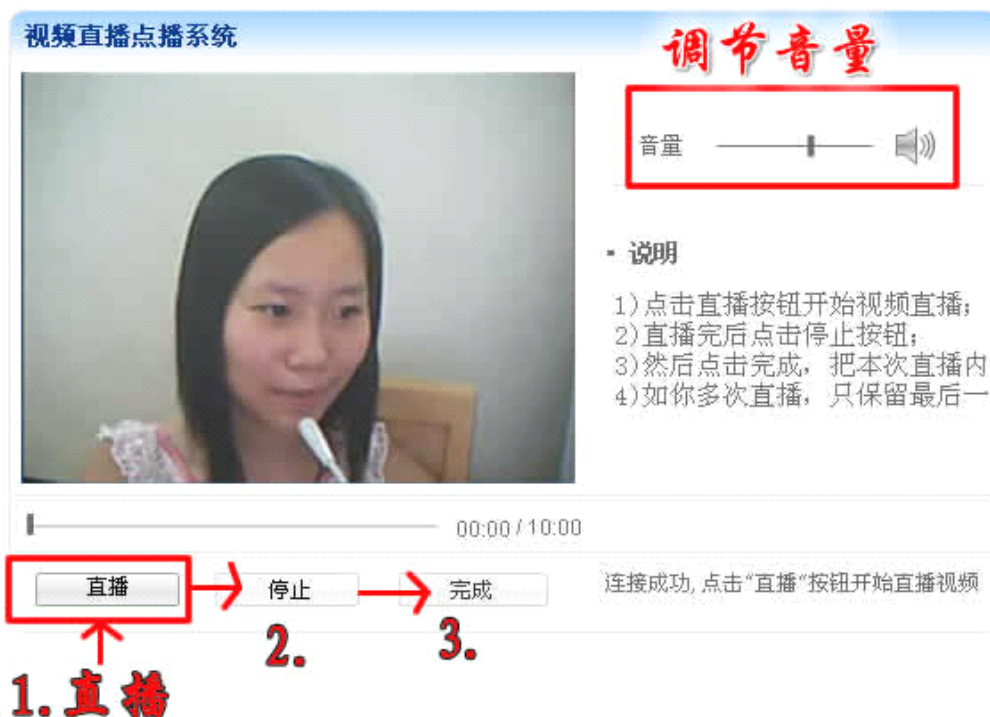 视频直播点播系统
调节音量
音量
说明
1)点击直播按钮开始视频直播;
2)直播完后点击停止按钮;
3)然后点击完成, 把本次直播内
4)如你多次直播, 只保留最后一
00:00 / 10:00
直播
停止
完成
连接成功,点击“直播”按钮开始直播视频
1.直播
2.
3.